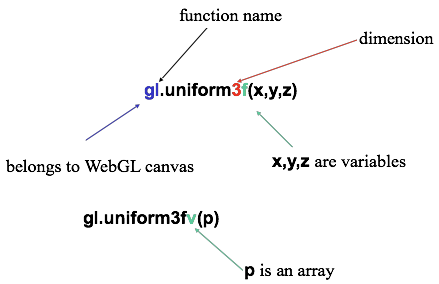 function name
dimension
gl.uniform3f(x,y,z)
belongs to WebGL canvas
x,y,z are variables
gl.uniform3fv(p)
p is an array